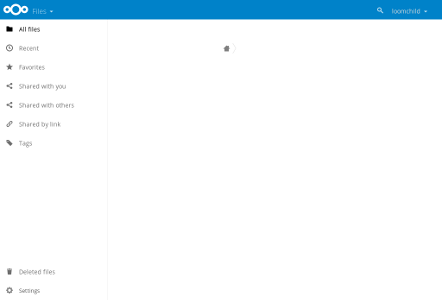 Files
loomchild
All files
Recent
Favorites
Shared with you
Shared with others
Shared by link
Tags
Deleted files
Settings